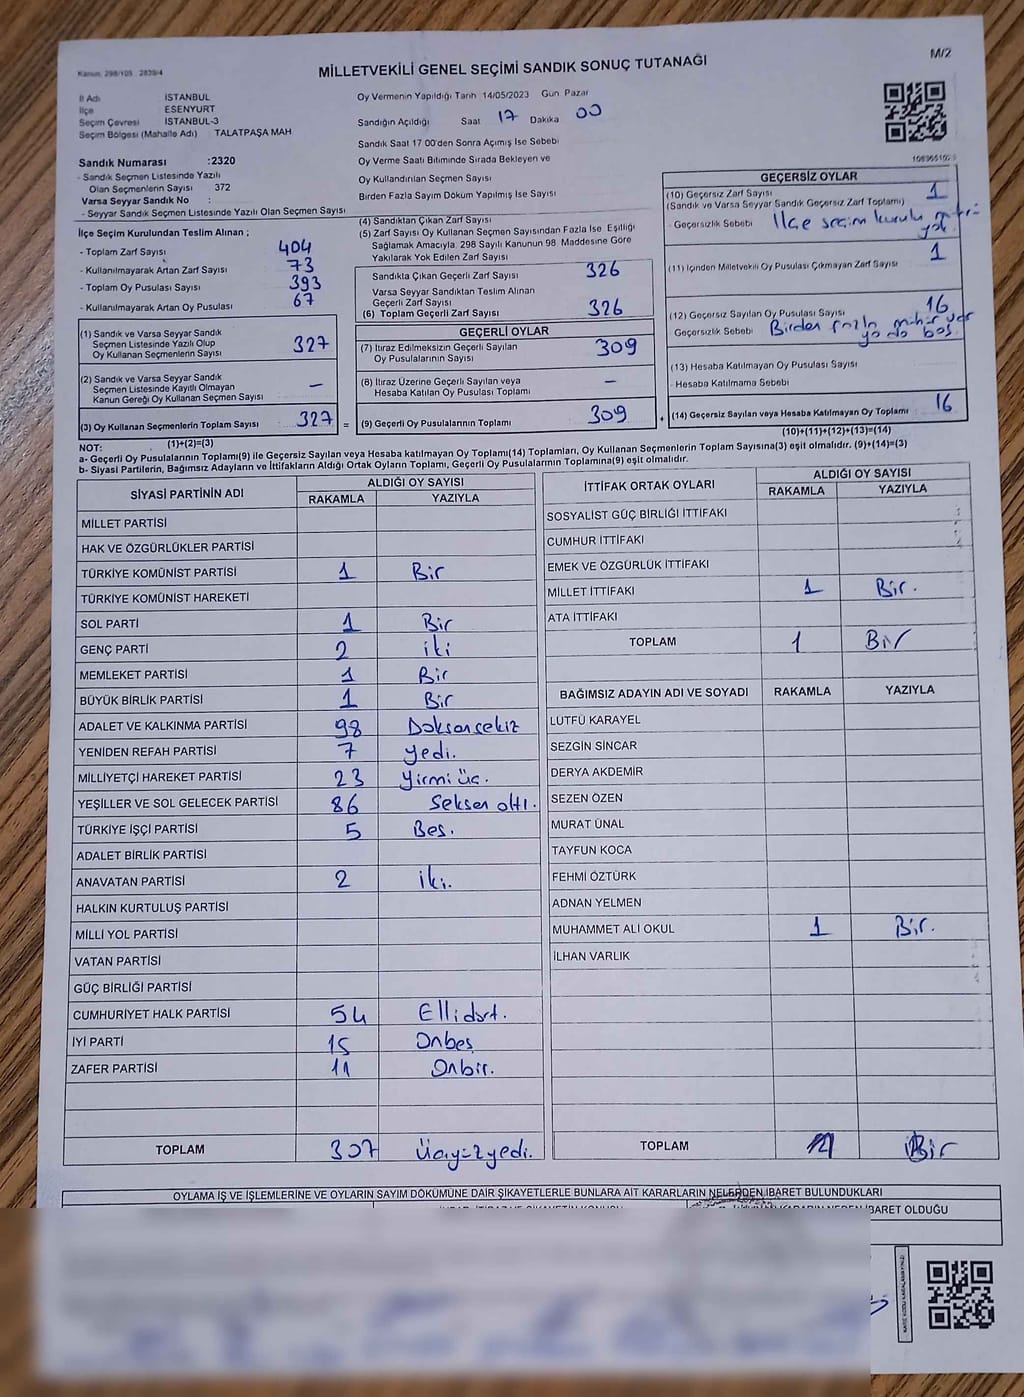 Kanun: 298/105 , 2839/4
M/2
MİLLETVEKİLİ GENEL SEÇİMİ SANDIK SONUÇ TUTANAĞI
İl Adı İSTANBUL
İlçe ESENYURT
Seçim Çevresi İSTANBUL-3
Seçim Bölgesi (Mahalle Adı) TALATPAŞA MAH
Oy Vermenin Yapıldığı Tarih 14/05/2023 Gün Pazar
Sandığın Açıldığı Saat 17 Dakika 00
Sandık Saat 17 00'den Sonra Açımış İse Sebebi
Oy Verme Saati Bitiminde Sırada Bekleyen ve
Oy Kullandırılan Seçmen Sayısı
Birden Fazla Sayım Döküm Yapılmış İse Sayısı
Sandık Numarası :2320
- Sandık Seçmen Listesinde Yazılı
Olan Seçmenlerin Sayısı 372
Varsa Seyyar Sandık No :
- Seyyar Sandık Seçmen Listesinde Yazılı Olan Seçmen Sayısı
İlçe Seçim Kurulundan Teslim Alınan ;
- Toplam Zarf Sayısı 404
- Kullanılmayarak Artan Zarf Sayısı 73
- Toplam Oy Pusulası Sayısı 393
- Kullanılmayarak Artan Oy Pusulası 67
(1) Sandık ve Varsa Seyyar Sandık
Seçmen Listesinde Yazılı Olup
Oy Kullanan Seçmenlerin Sayısı 327
(2) Sandık ve Varsa Seyyar Sandık
Seçmen Listesinde Kayıtlı Olmayan
Kanun Gereği Oy Kullanan Seçmen Sayısı –
(3) Oy Kullanan Seçmenlerin Toplam Sayısı 327 =
(1)+(2)=(3)
(4) Sandıktan Çıkan Zarf Sayısı
(5) Zarf Sayısı Oy Kullanan Seçmen Sayısından Fazla İse Eşitliği
Sağlamak Amacıyla 298 Sayılı Kanunun 98. Maddesine Göre
Yakılarak Yok Edilen Zarf Sayısı
Sandıkla Çıkan Geçerli Zarf Sayısı 326
Varsa Seyyar Sandıktan Teslim Alınan
Geçerli Zarf Sayısı
(6) Toplam Geçerli Zarf Sayısı 326
GEÇERLİ OYLAR
(7) İtiraz Edilmeksizin Geçerli Sayılan
Oy Pusulalarının Sayısı 309
(8) İtiraz Üzerine Geçerli Sayılan veya
Hesaba Katılan Oy Pusulası Toplamı –
(9) Geçerli Oy Pusulalarının Toplamı 309 +
GEÇERSİZ OYLAR
(10) Geçersiz Zarf Sayısı 1
(Sandık ve Varsa Seyyar Sandık Geçersiz Zarf Toplamı)
- Geçersizlik Sebebi İlçe seçim kurulu
yok
(11) İçinden Milletvekili Oy Pusulası Çıkmayan Zarf Sayısı 1
(12) Geçersiz Sayılan Oy Pusulası Sayısı 16
Geçersizlik Sebebi Birden fazla mühür var
ya da boş.
(13) Hesaba Katılmayan Oy Pusulası Sayısı
- Hesaba Katılmama Sebebi
(14) Geçersiz Sayılan veya Hesaba Katılmayan Oy Toplamı 16
(10)+(11)+(12)+(13)=(14)
NOT:
a- Geçerli Oy Pusulalarının Toplamı(9) ile Geçersiz Sayılan veya Hesaba katılmayan Oy Toplamı(14) Toplamları, Oy Kullanan Seçmenlerin Toplam Sayısına(3) eşit olmalıdır. (9)+(14)=(3)
b- Siyasi Partilerin, Bağımsız Adayların ve İttifakların Aldığı Ortak Oyların Toplamı, Geçerli Oy Pusulalarının Toplamına(9) eşit olmalıdır.
SİYASİ PARTİNİN ADI ALDIĞI OY SAYISI
RAKAMLA YAZIYLA
MİLLET PARTİSİ
HAK VE ÖZGÜRLÜKLER PARTİSİ
TÜRKİYE KOMÜNİST PARTİSİ 1 Bir
TÜRKİYE KOMÜNİST HAREKETİ
SOL PARTİ 1 Bir
GENÇ PARTİ 2 iki
MEMLEKET PARTİSİ 1 Bir
BÜYÜK BİRLİK PARTİSİ 1 Bir
ADALET VE KALKINMA PARTİSİ 98 Doksansekiz
YENİDEN REFAH PARTİSİ 7 yedi.
MİLLİYETÇİ HAREKET PARTİSİ 23 yirmi üç.
YEŞİLLER VE SOL GELECEK PARTİSİ 86 Seksen altı.
TÜRKİYE İŞÇİ PARTİSİ 5 Beş.
ADALET BİRLİK PARTİSİ
ANAVATAN PARTİSİ 2 iki.
HALKIN KURTULUŞ PARTİSİ
MİLLİ YOL PARTİSİ
VATAN PARTİSİ
GÜÇ BİRLİĞİ PARTİSİ
CUMHURİYET HALK PARTİSİ 54 Ellidört.
İYİ PARTİ 15 Onbeş
ZAFER PARTİSİ 11 Onbir.
TOPLAM 307 Üçyüzyedi.
İTTİFAK ORTAK OYLARI ALDIĞI OY SAYISI
RAKAMLA YAZIYLA
SOSYALİST GÜÇ BİRLİĞİ İTTİFAKI
CUMHUR İTTİFAKI
EMEK VE ÖZGÜRLÜK İTTİFAKI
MİLLET İTTİFAKI 1 Bir.
ATA İTTİFAKI
TOPLAM 1 Bir
BAĞIMSIZ ADAYIN ADI VE SOYADI RAKAMLA YAZIYLA
LÜTFÜ KARAYEL
SEZGİN SİNCAR
DERYA AKDEMİR
SEZEN ÖZEN
MURAT ÜNAL
TAYFUN KOCA
FEHMİ ÖZTÜRK
ADNAN YELMEN
MUHAMMET ALİ OKUL 1 Bir.
İLHAN VARLIK
TOPLAM 1 Bir
OYLAMA İŞ VE İŞLEMLERİNE VE OYLARIN SAYIM DÖKÜMÜNE DAİR ŞİKAYETLERLE BUNLARA AİT KARARLARIN NELERDEN İBARET BULUNDUKLARI
İBARET OLDUĞU